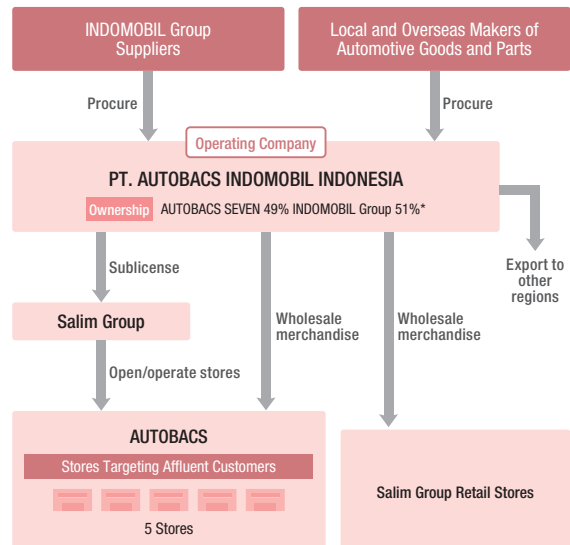 INDOMOBIL Group
Suppliers
Local and Overseas Makers of
Automotive Goods and Parts
Procure
Procure
Operating Company
PT. AUTOBACS INDOMOBIL INDONESIA
Ownership AUTOBACS SEVEN 49% INDOMOBIL Group 51%*
Sublicense
Export to
other
regions
Salim Group
Wholesale
merchandise
Wholesale
merchandise
Open/operate stores
AUTOBACS
Stores Targeting Affluent Customers
5 Stores
Salim Group Retail Stores